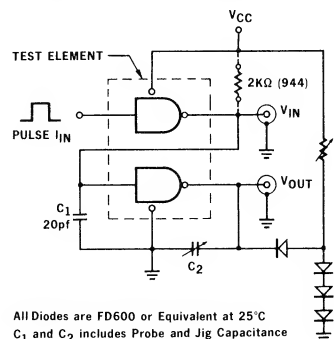 VCC
TEST ELEMENT
2KΩ (944)
VIN
PULSE IIN
VOUT
C1
20pf
C2
All Diodes are FD600 or Equivalent at 25°C
C1 and C2 includes Probe and Jig Capacitance